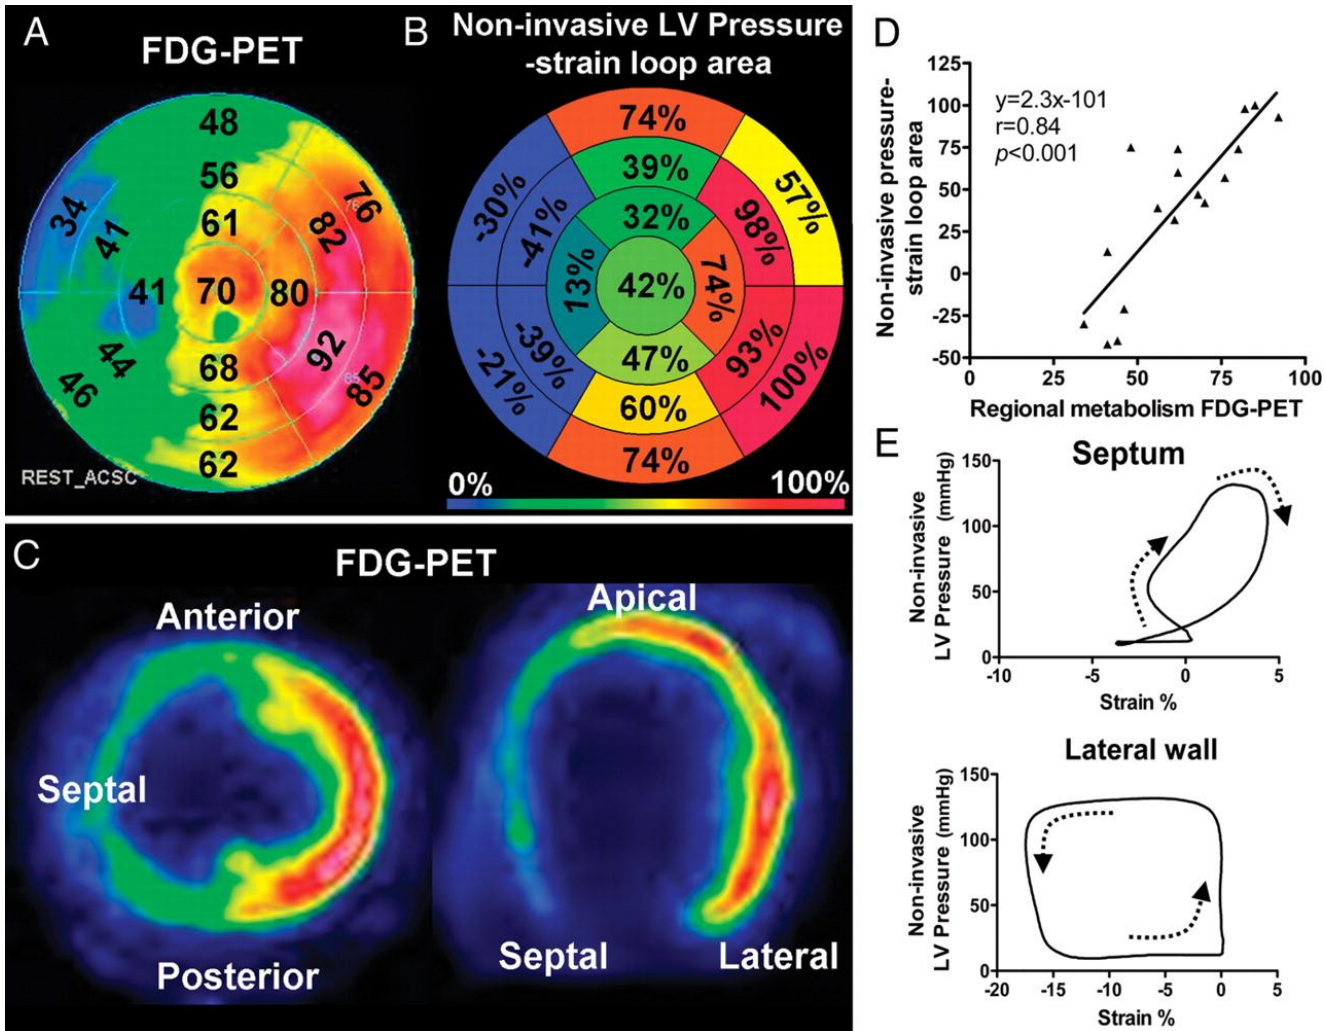 A
FDG-PET
48
56
61
34
41
41
70
80
82
76
44
46
68
92
85
62
62
REST_ACSC
B
Non-invasive LV Pressure
-strain loop area
74%
39%
32%
-30%
-41%
13%
42%
74%
98%
57%
-21%
-39%
47%
93%
100%
60%
74%
0%
100%
C
FDG-PET
Anterior
Septal
Posterior
Apical
Septal
Lateral
D
Non-invasive pressure-
strain loop area
125
100
75
50
25
0
-25
-50
y=2.3x-101
r=0.84
p<0.001
0
25
50
75
100
Regional metabolism FDG-PET
E
Septum
Non-invasive
LV Pressure (mmHg)
150
100
50
0
-10
-5
0
5
Strain %
Lateral wall
Non-invasive
LV Pressure (mmHg)
150
100
50
0
-20
-15
-10
-5
0
5
Strain %